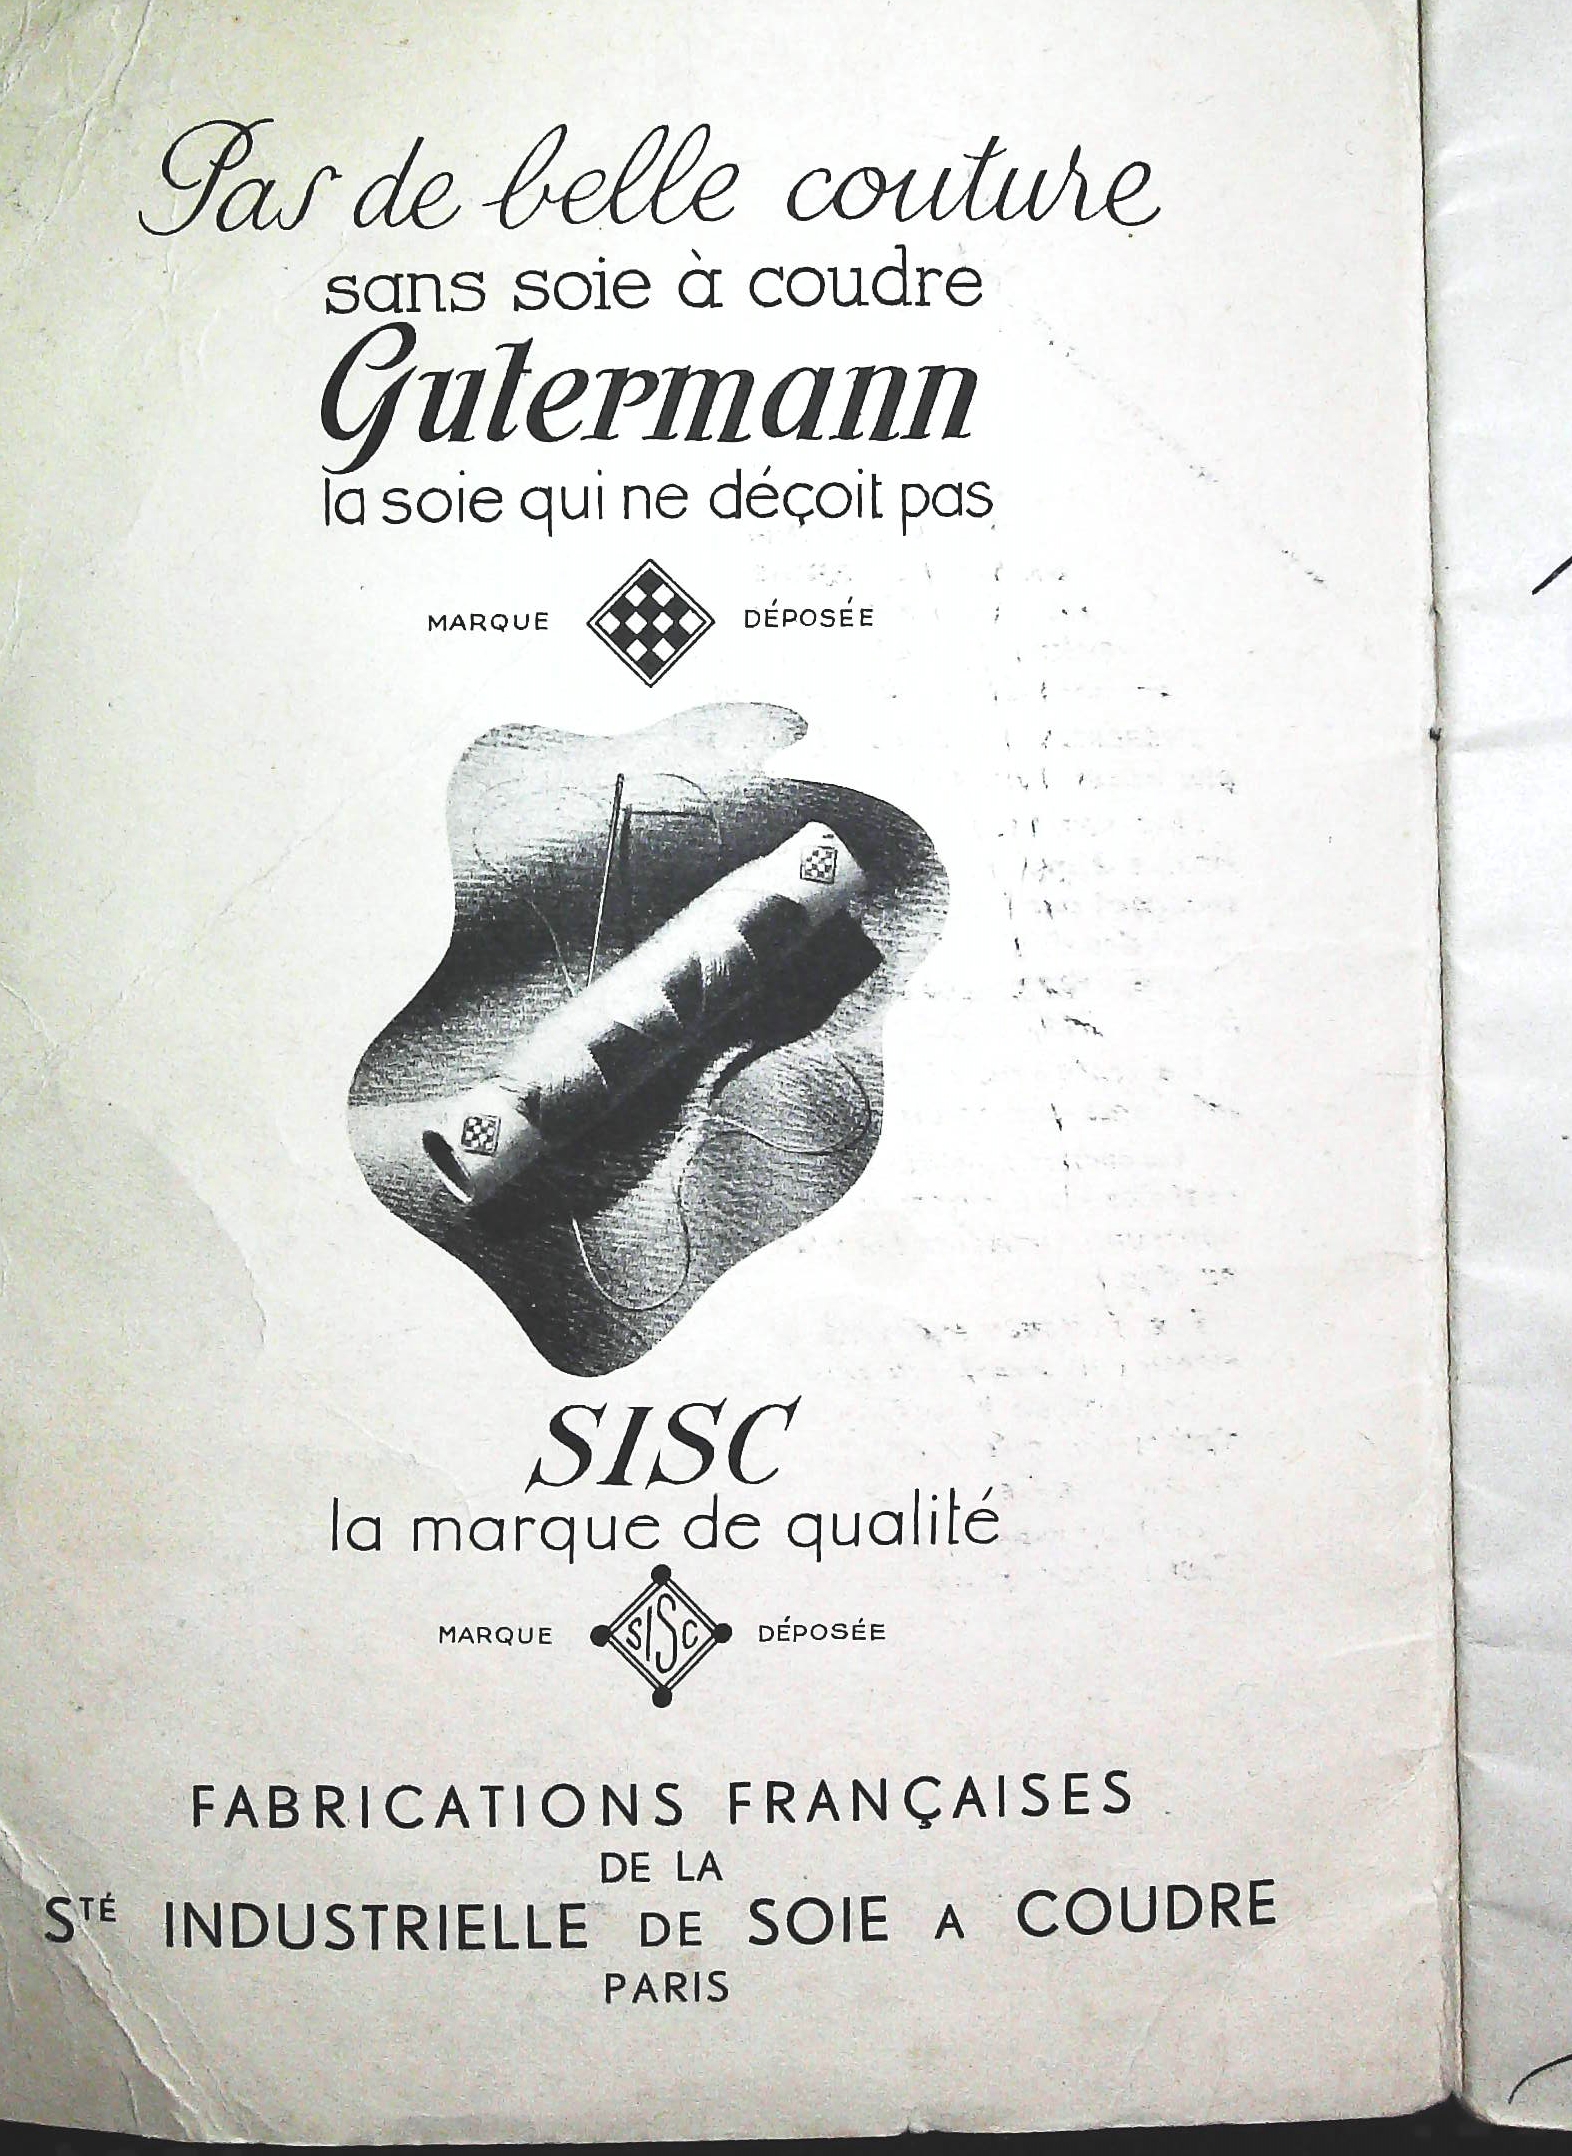 Pas de belle couture
sans soie à coudre
Gutermann
la soie qui ne déçoit pas
MARQUE DÉPOSÉE
SISC
la marque de qualité
MARQUE SISC DÉPOSÉE
FABRICATIONS FRANÇAISES
DE LA
STÉ INDUSTRIELLE DE SOIE A COUDRE
PARIS